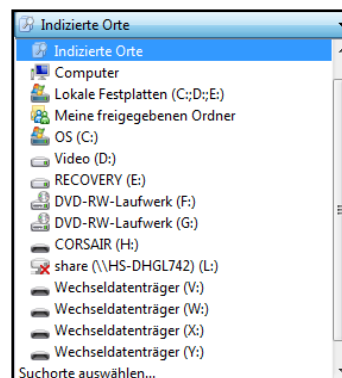 Indizierte Orte
Indizierte Orte
Computer
Lokale Festplatten (C:;D:;E:)
Meine freigegebenen Ordner
OS (C:)
Video (D:)
RECOVERY (E:)
DVD-RW-Laufwerk (F:)
DVD-RW-Laufwerk (G:)
CORSAIR (H:)
share (\\HS-DHGL742) (L:)
Wechseldatenträger (V:)
Wechseldatenträger (W:)
Wechseldatenträger (X:)
Wechseldatenträger (Y:)
Suchorte auswählen...